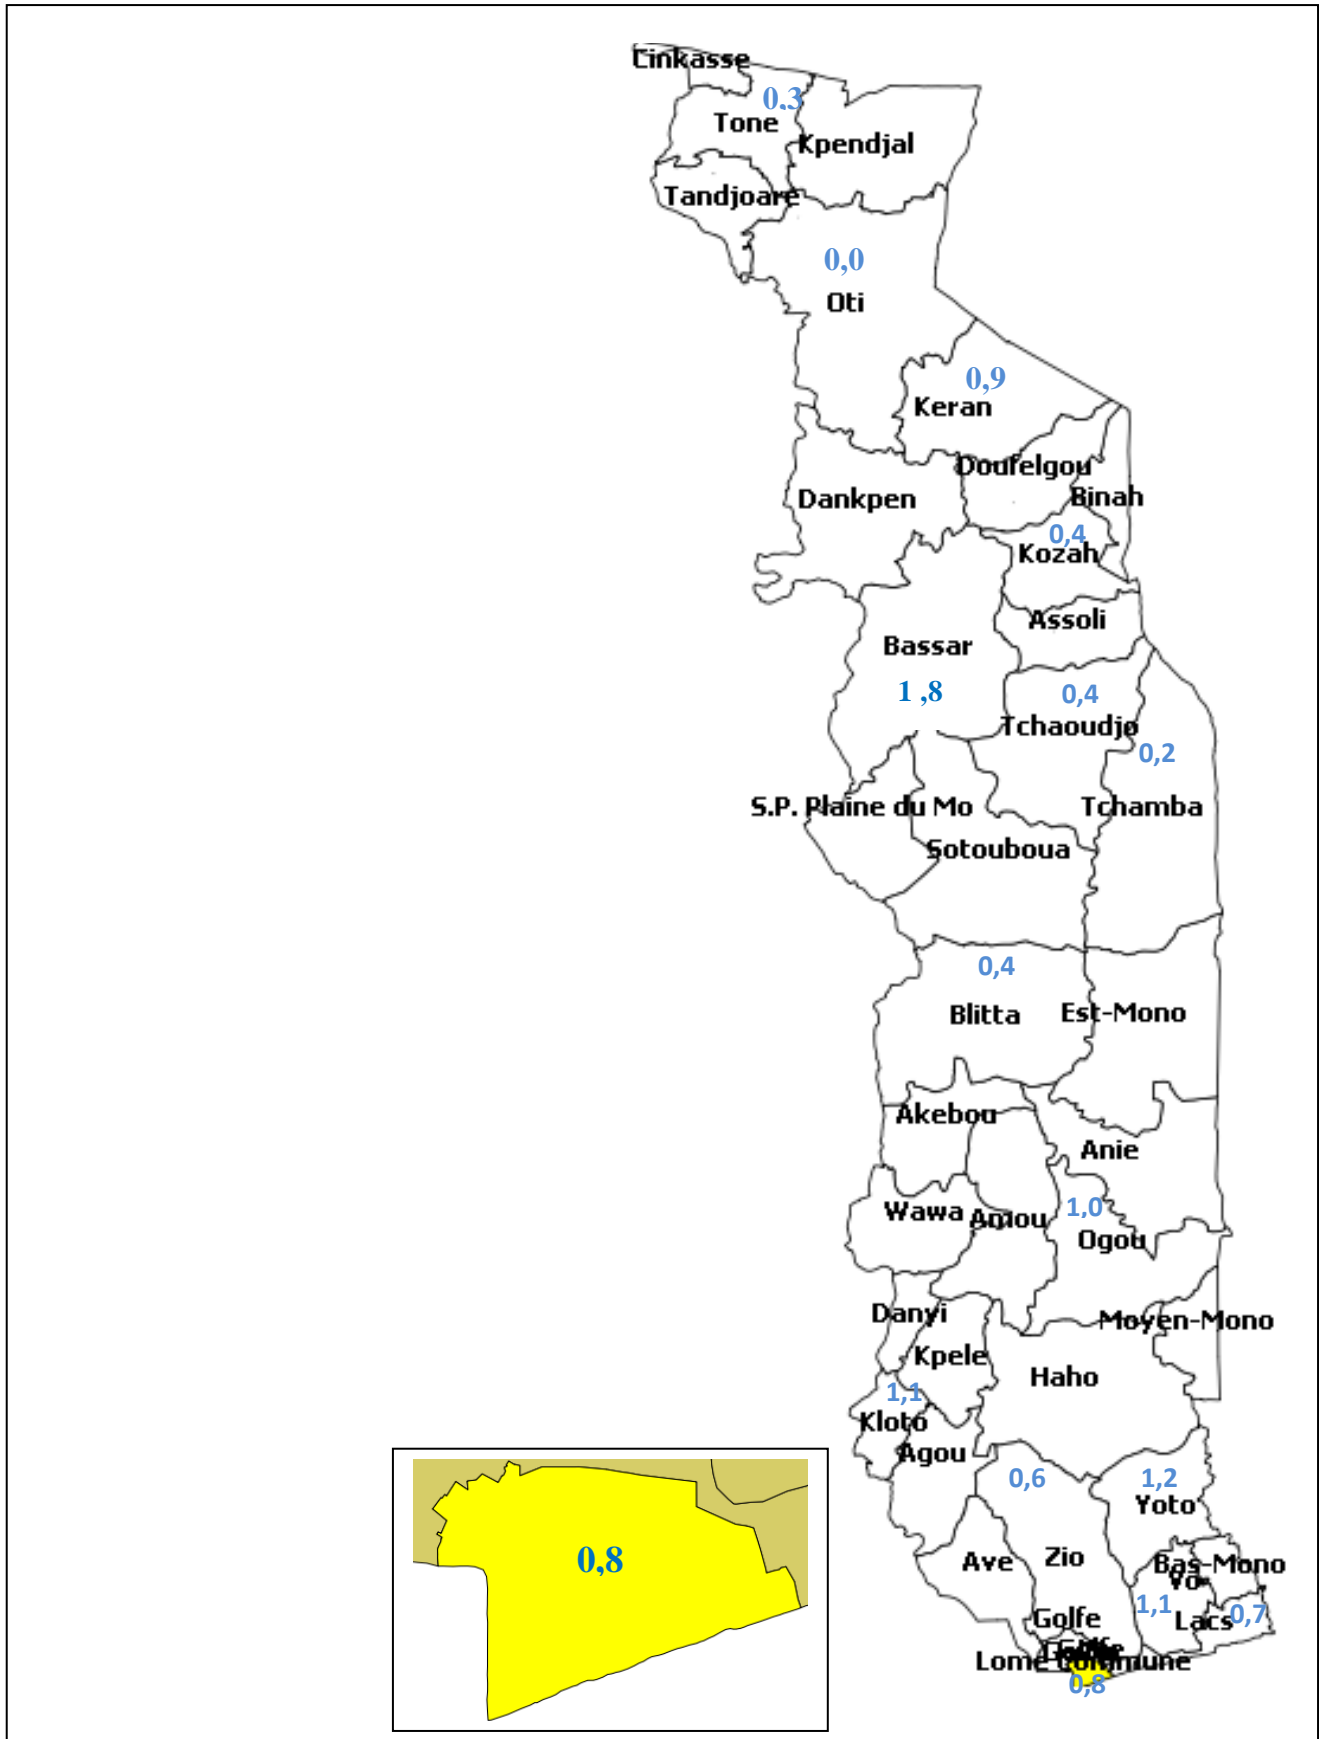 Cinkasse
0,3
Tone
Kpendjal
Tandjoare
0,0
Oti
0,9
Keran
Doufelgou
Dankpen
Binah
0,4
Kozah
Assoli
Bassar
1 ,8
0,4
Tchaoudjo
0,2
S.P. Plaine du Mo
Tchamba
Sotouboua
0,4
Blitta
Est-Mono
Akebou
Anie
1,0
Wawa
Amou
Ogou
Danyi
Moyen-Mono
Kpele
Haho
1,1
Kloto
Agou
0,6
1,2
Yoto
0,8
Ave
Zio
Bas-Mono
Vo
1,1
0,7
Golfe
Lacs
Golfe
Lome Commune
0,8